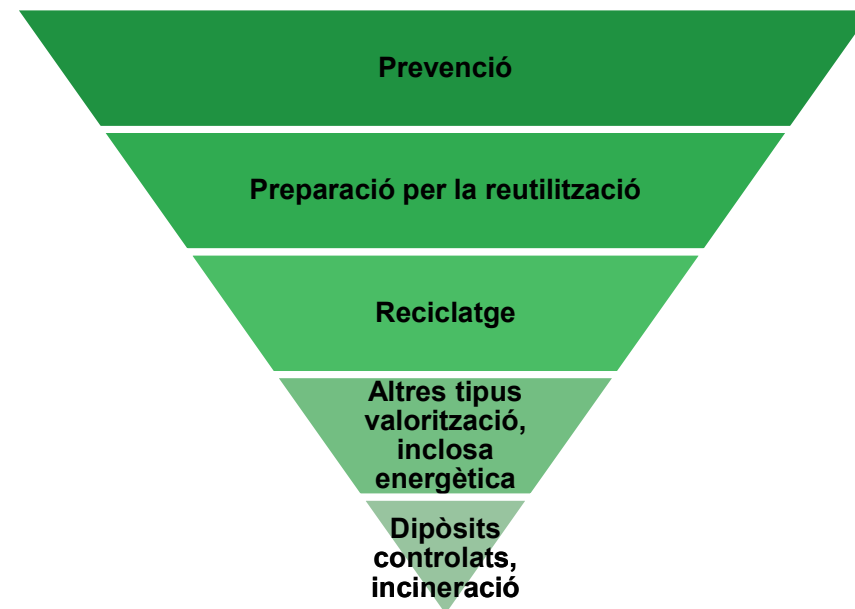 Prevenció
Preparació per la reutilització
Reciclatge
Altres tipus
valorització,
inclosa
energètica
Dipòsits
controlats,
incineració